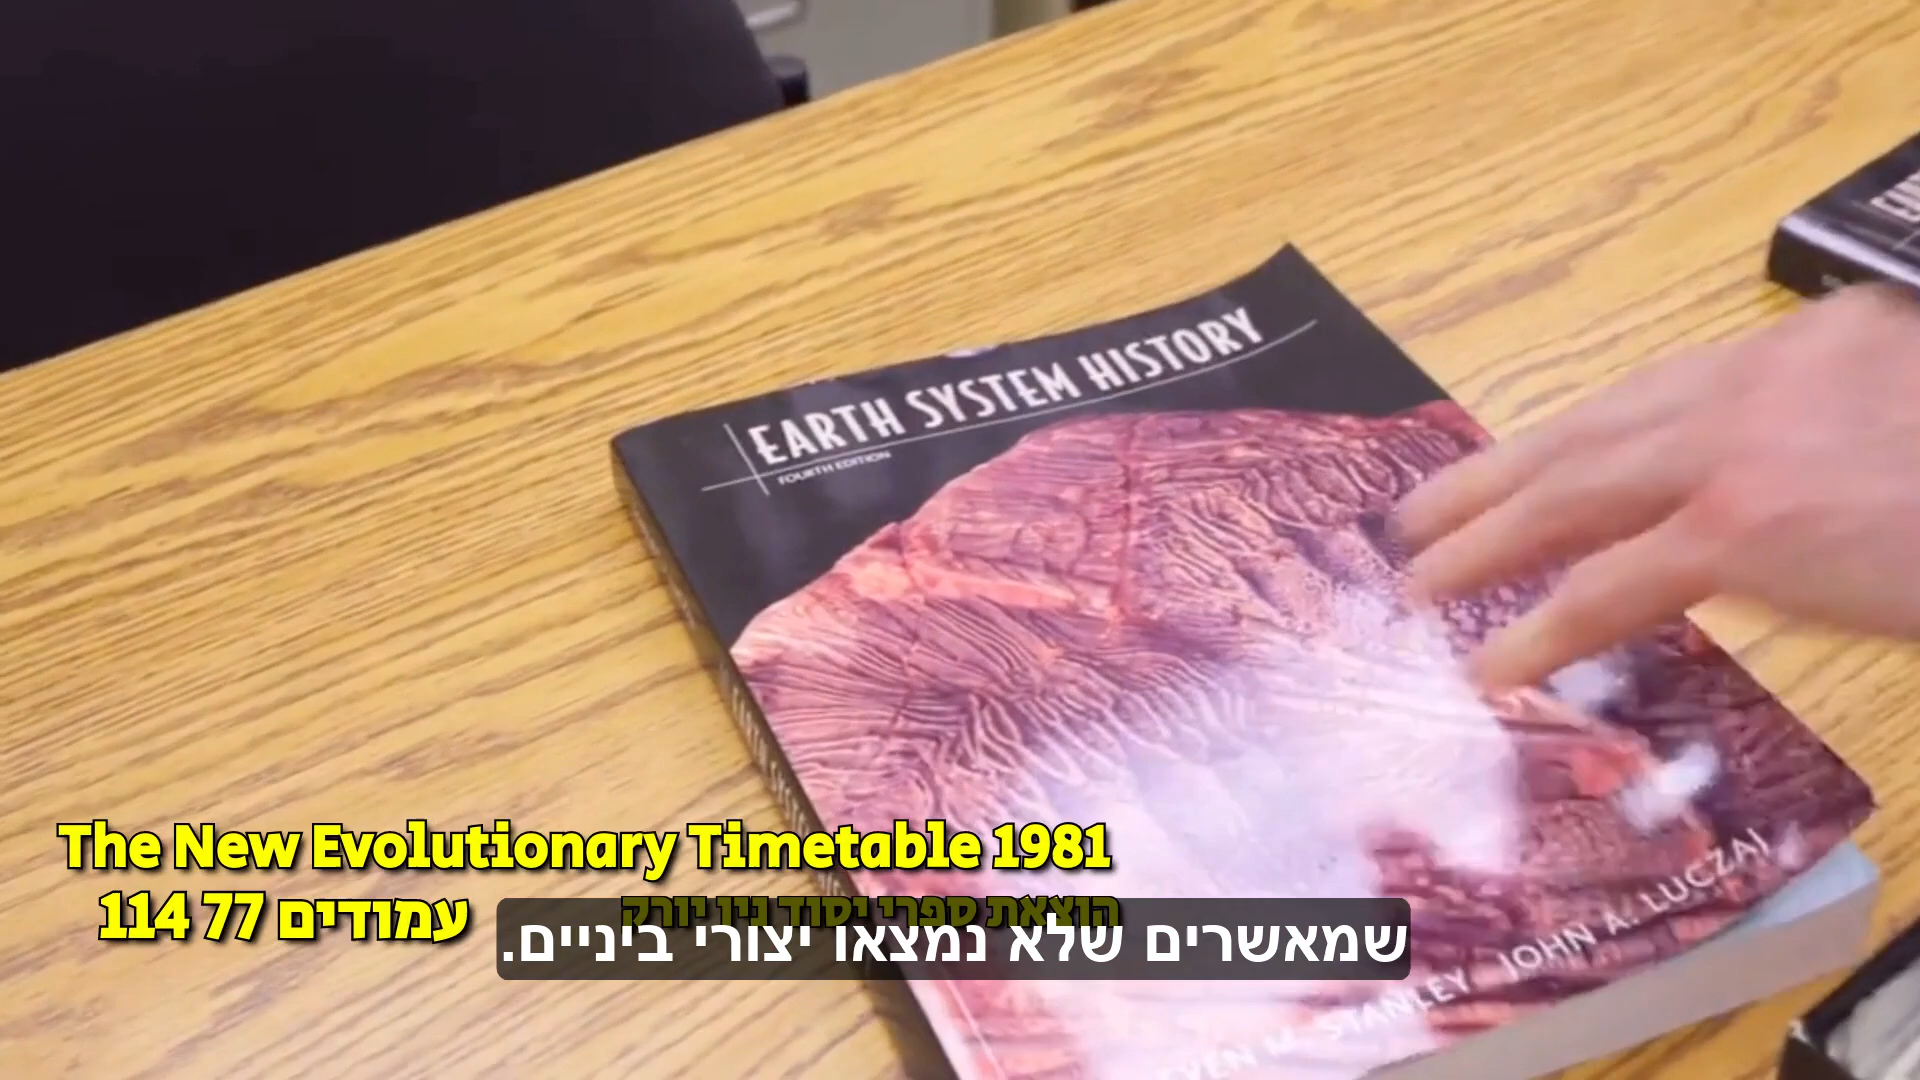 EARTH SYSTEM HISTORY
FOURTH EDITION
The New Evolutionary Timetable 1981
הוצאת ספרי יסוד ניו יורק
עמודים 77 114
שמאשרים שלא נמצאו יצורי ביניים.
STANLEY JOHN A. LUCZAJ